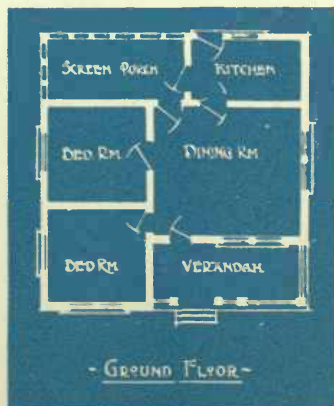 SCREEN PORCH
KITCHEN
BED. RM
DINING RM
BED RM
VERANDAH
- GROUND FLOOR -